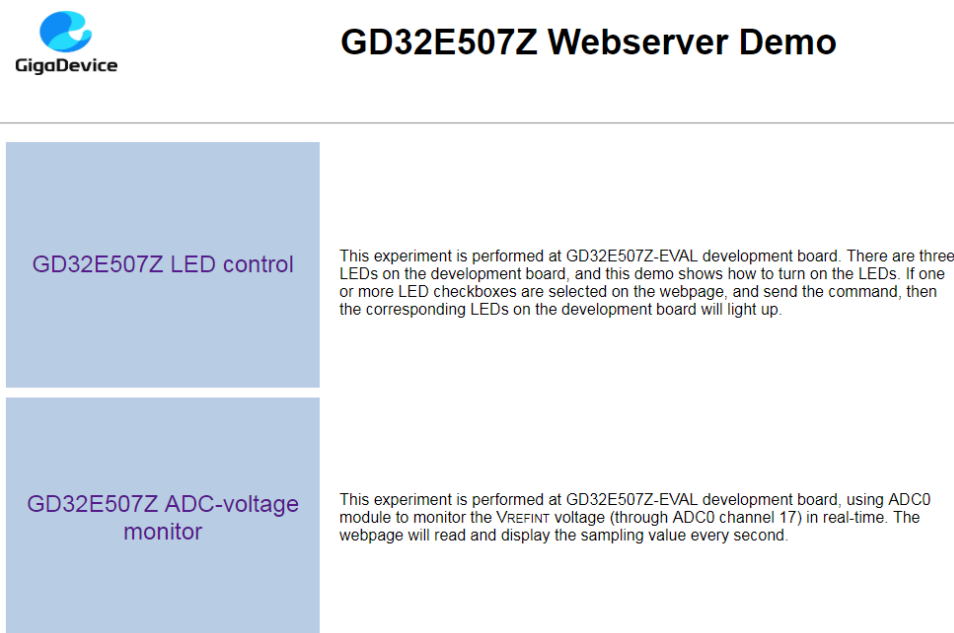 GigaDevice
GD32E507Z Webserver Demo
GD32E507Z LED control
This experiment is performed at GD32E507Z-EVAL development board. There are three
LEDs on the development board, and this demo shows how to turn on the LEDs. If one
or more LED checkboxes are selected on the webpage, and send the command, then
the corresponding LEDs on the development board will light up.
GD32E507Z ADC-voltage
monitor
This experiment is performed at GD32E507Z-EVAL development board, using ADC0
module to monitor the VREFINT voltage (through ADC0 channel 17) in real-time. The
webpage will read and display the sampling value every second.